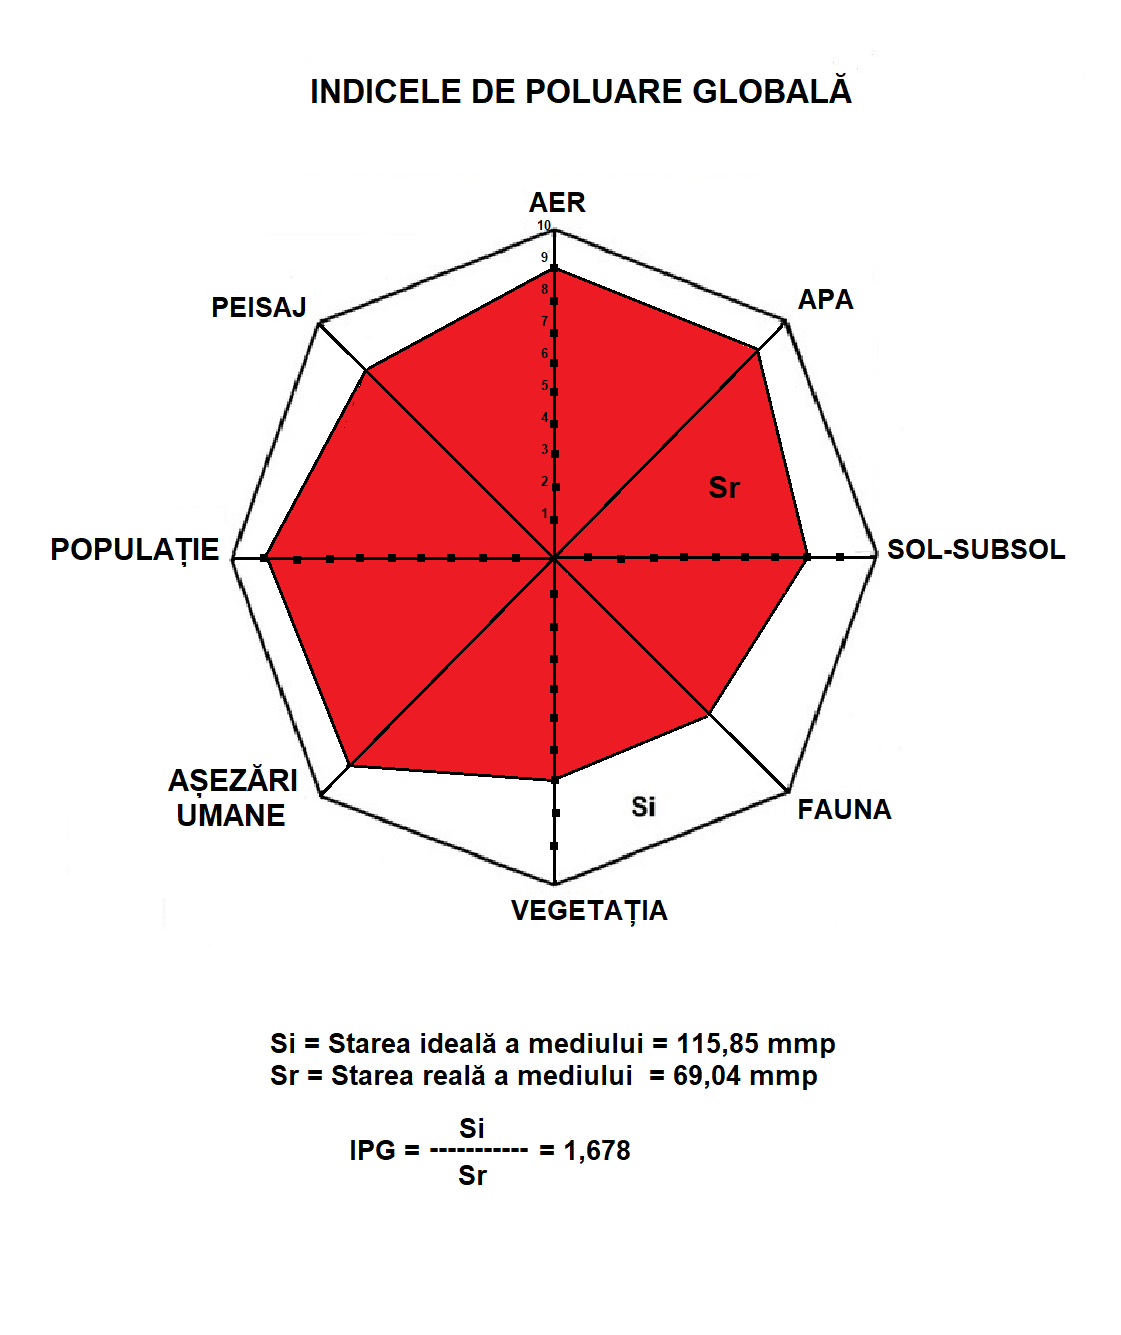 INDICELE DE POLUARE GLOBALĂ
AER
10
9
8
7
6
5
4
3
2
1
PEISAJ
APA
Sr
POPULAȚIE
SOL-SUBSOL
AȘEZĂRI
UMANE
Si
FAUNA
VEGETAȚIA
Si = Starea ideală a mediului = 115,85 mmp
Sr = Starea reală a mediului = 69,04 mmp
Si
IPG = ----------- = 1,678
Sr